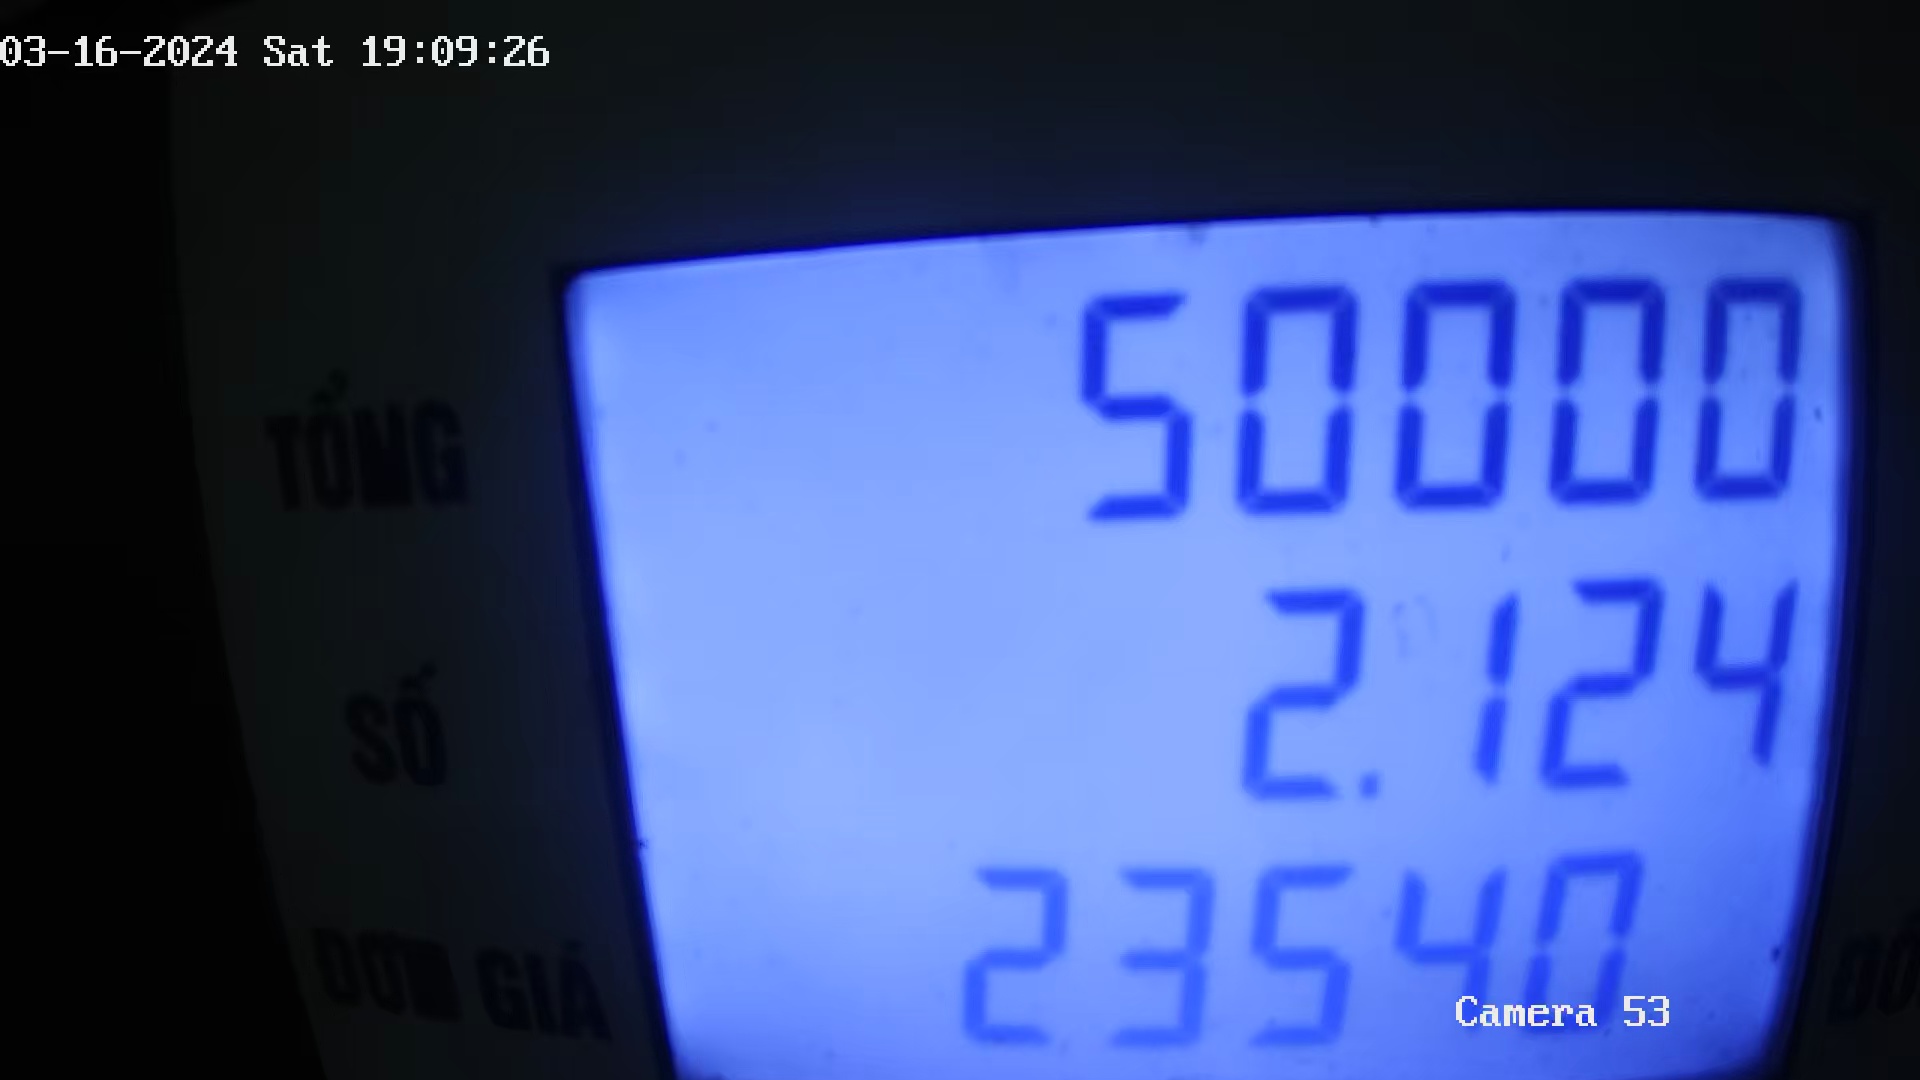 03-16-2024 Sat 19:09:26
TỔNG 50000
SỐ 2.124
ĐƠN GIÁ 23540
Camera 53